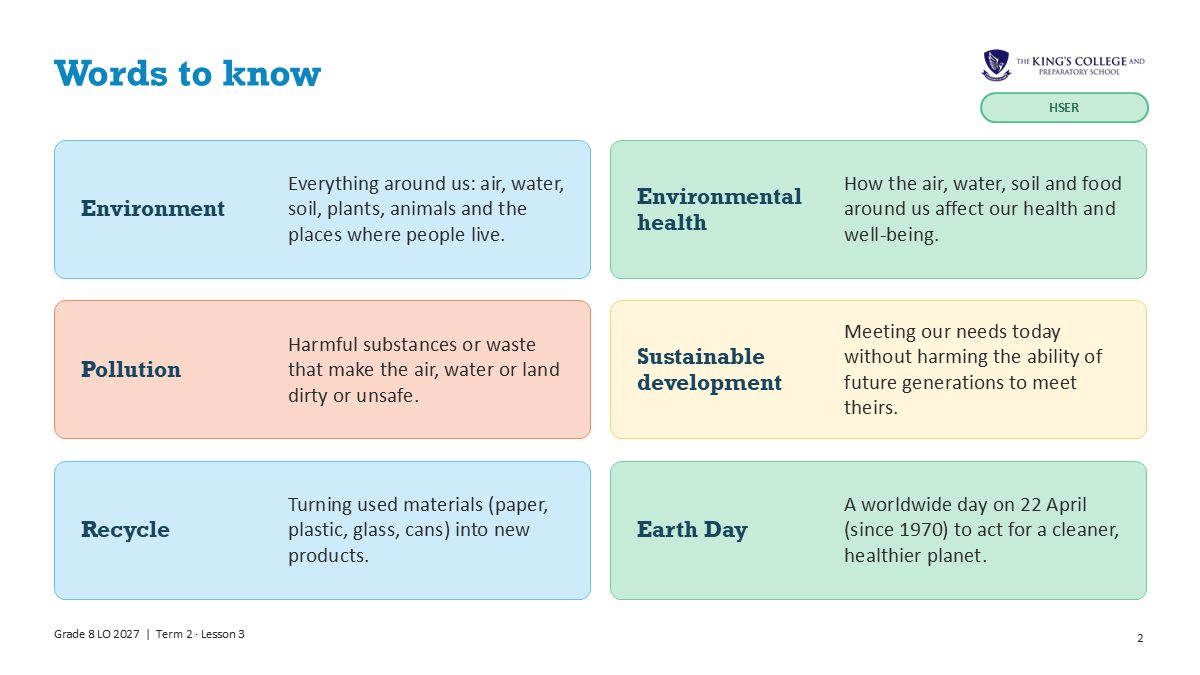 Words to know
THE KING'S COLLEGE AND
PREPARATORY SCHOOL
HSER
Environment
Everything around us: air, water,
soil, plants, animals and the
places where people live.
Environmental
health
How the air, water, soil and food
around us affect our health and
well-being.
Pollution
Harmful substances or waste
that make the air, water or land
dirty or unsafe.
Sustainable
development
Meeting our needs today
without harming the ability of
future generations to meet
theirs.
Recycle
Turning used materials (paper,
plastic, glass, cans) into new
products.
Earth Day
A worldwide day on 22 April
(since 1970) to act for a cleaner,
healthier planet.
Grade 8 LO 2027 | Term 2 · Lesson 3
2